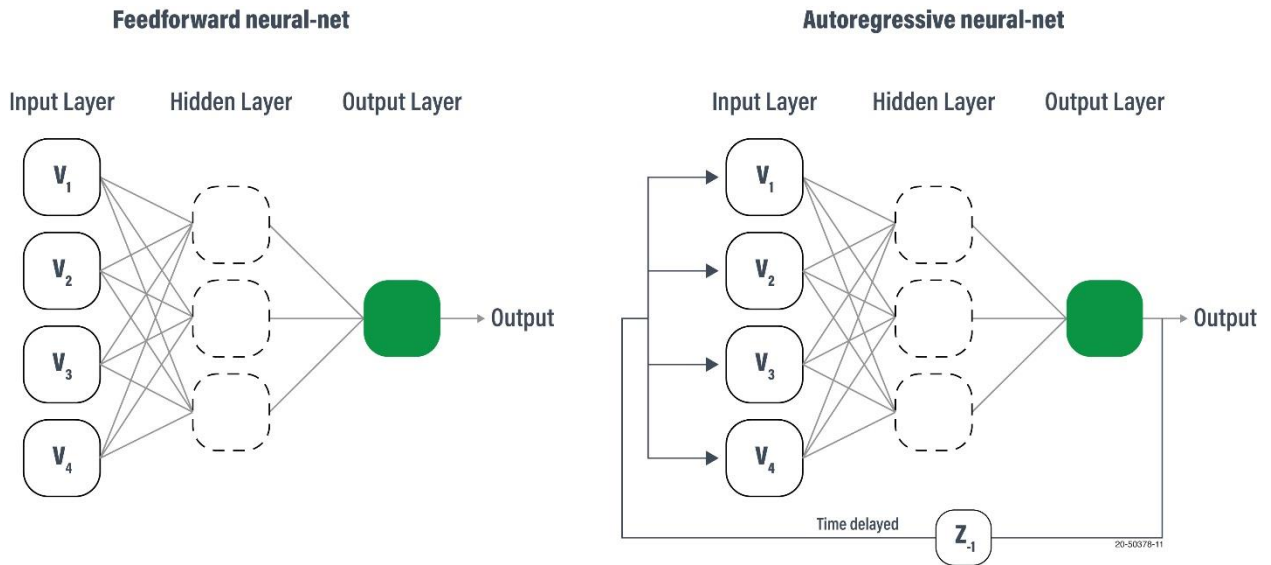 Feedforward neural-net
Input Layer Hidden Layer Output Layer
V₁
V₂
V₃
V₄
Output
Autoregressive neural-net
Input Layer Hidden Layer Output Layer
V₁
V₂
V₃
V₄
Output
Time delayed
Z₋₁
20-50378-11